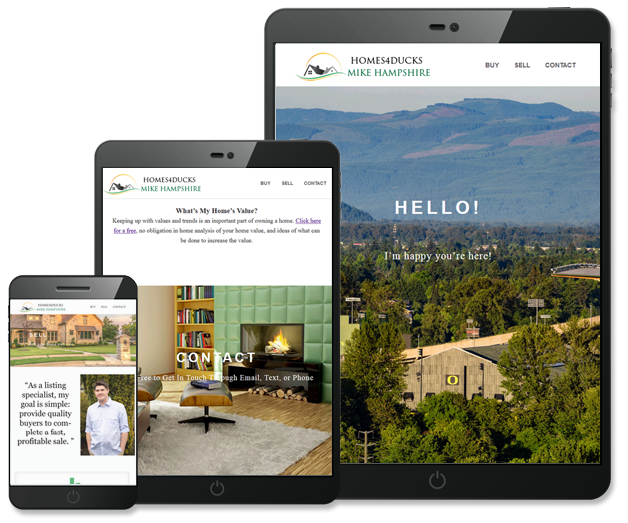 HOMES4DUCKS
MIKE HAMPSHIRE
BUY SELL CONTACT
HELLO!
I'm happy you're here!
O
HOMES4DUCKS
MIKE HAMPSHIRE
BUY SELL CONTACT
What's My Home's Value?
Keeping up with values and trends is an important part of owning a home. Click here
for a free, no obligation in home analysis of your home value, and ideas of what can
be done to increase the value.
CONTACT
ree to Get In Touch Through Email, Text, or Phone
HOMES4DUCKS
MIKE HAMPSHIRE
BUY SELL CONTACT
"As a listing
specialist, my
goal is simple:
provide quality
buyers to com-
plete a fast,
profitable sale. "